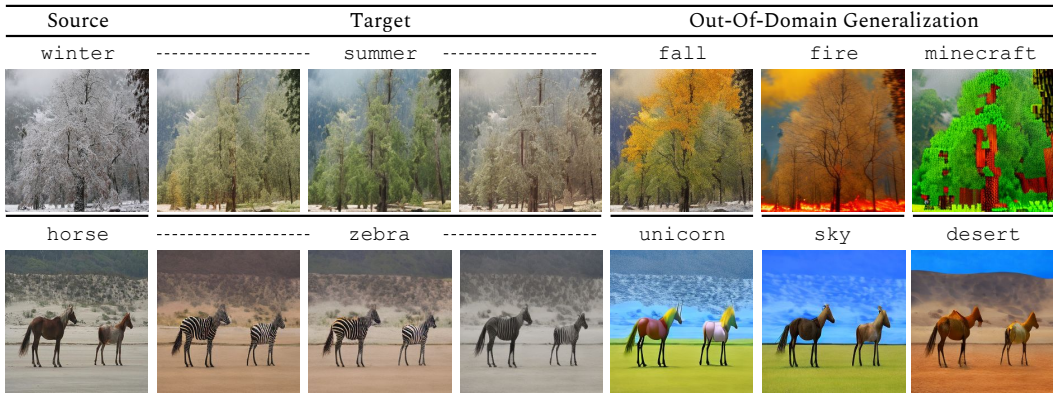 Source Target Out-Of-Domain Generalization
winter summer fall fire minecraft
horse zebra unicorn sky desert